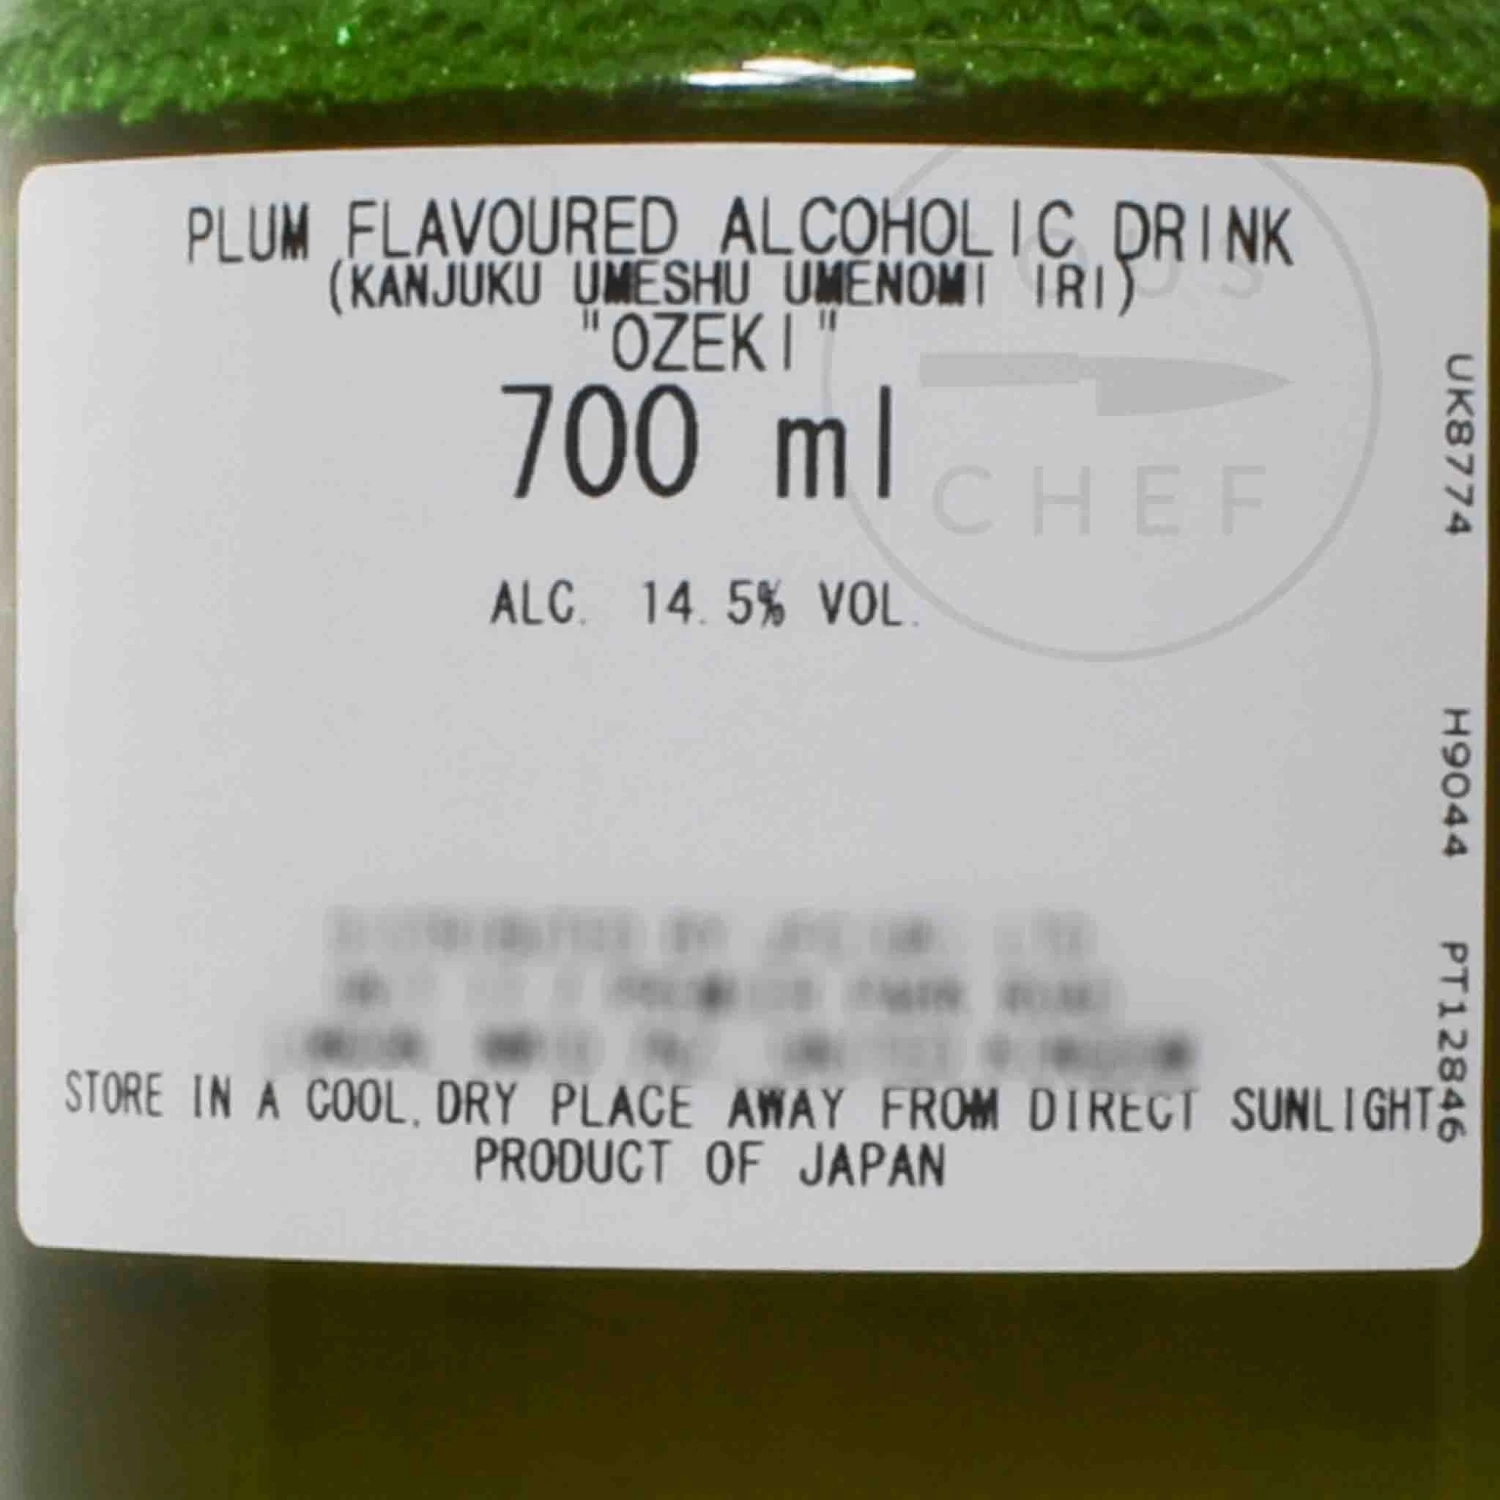 PLUM FLAVOURED ALCOHOLIC DRINK
(KANJUKU UMESHU UMENOMI IRI)
"OZEKI"
700 ml
ALC. 14.5% VOL.
STORE IN A COOL, DRY PLACE AWAY FROM DIRECT SUNLIGHT
PRODUCT OF JAPAN
UK8774 H9044 PT12846
CHEF